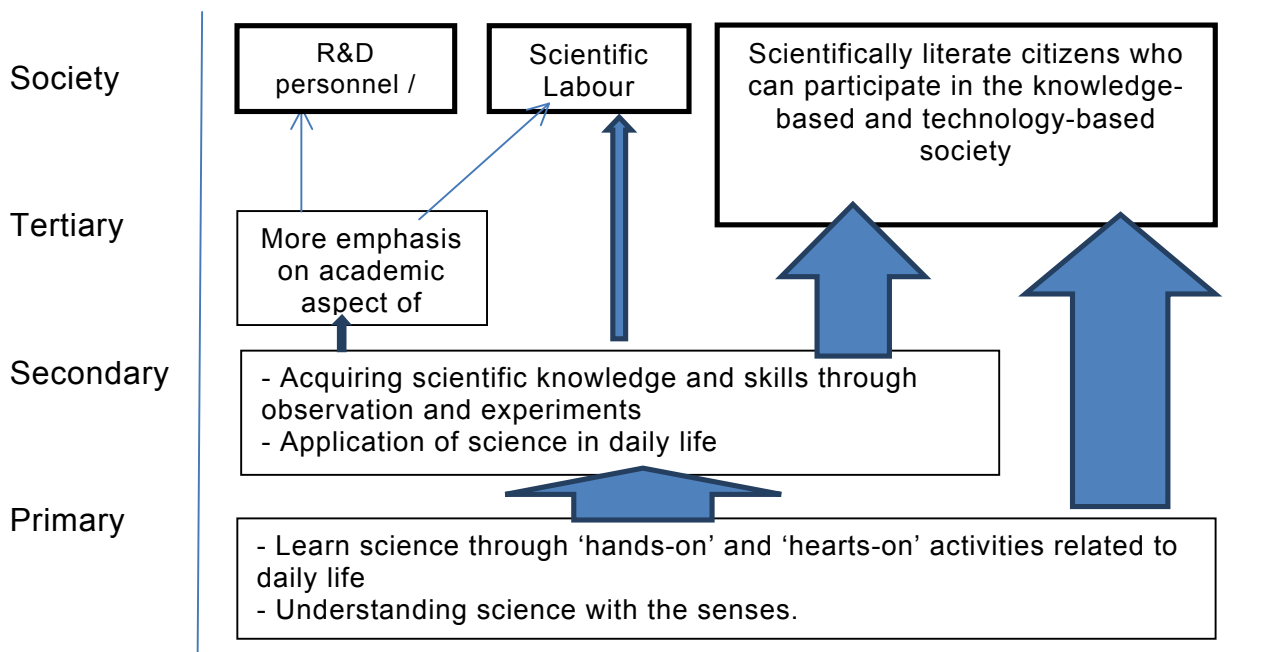 Society
R&D
personnel /
Scientific
Labour
Scientifically literate citizens who
can participate in the knowledge-
based and technology-based
society
Tertiary
More emphasis
on academic
aspect of
Secondary
- Acquiring scientific knowledge and skills through
observation and experiments
- Application of science in daily life
Primary
- Learn science through ‘hands-on’ and ‘hearts-on’ activities related to
daily life
- Understanding science with the senses.